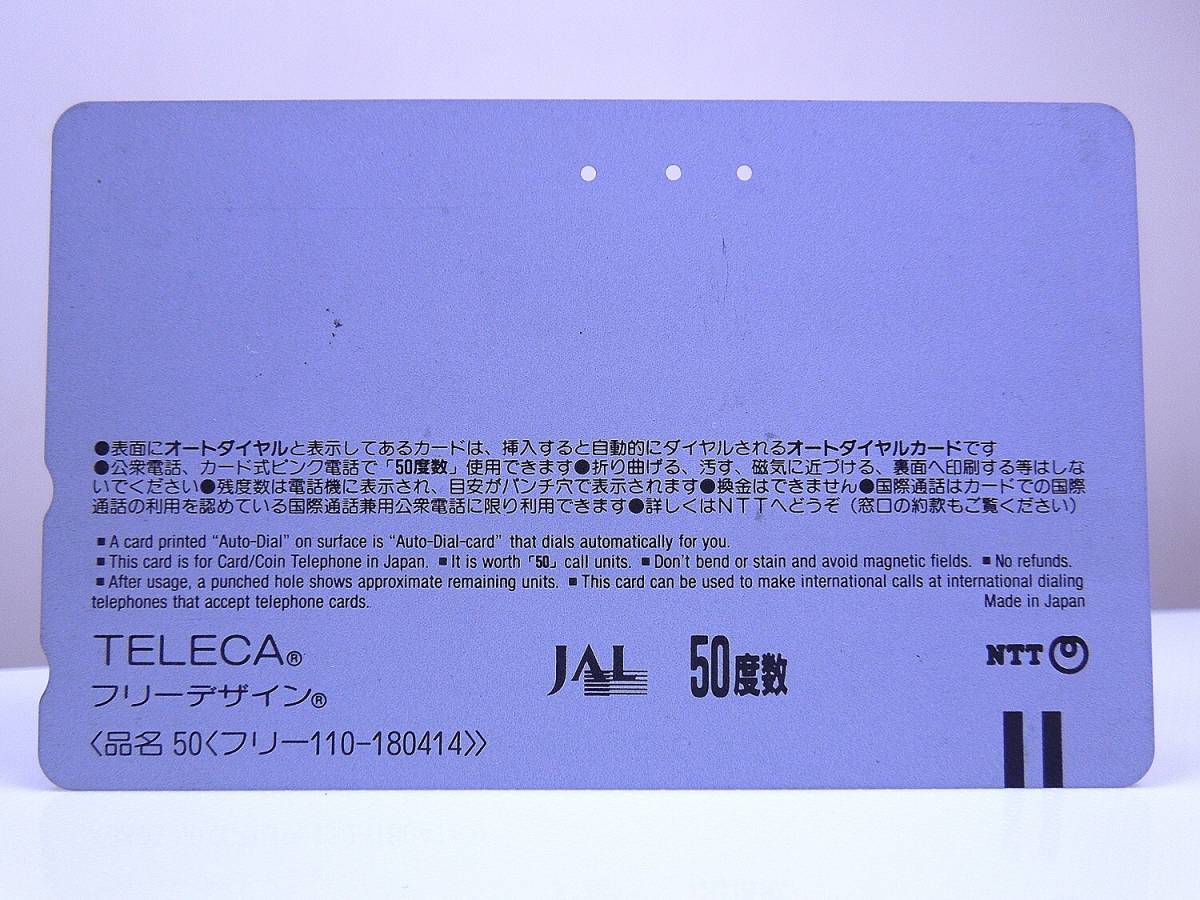 ●表面にオートダイヤルと表示してあるカードは、挿入すると自動的にダイヤルされるオートダイヤルカードです
●公衆電話、カード式ピンク電話で「50度数」使用できます●折り曲げる、汚す、磁気に近づける、裏面へ印刷する等はしな
いでください●残度数は電話機に表示され、目安がパンチ穴で表示されます●換金はできません●国際通話はカードでの国際
通話の利用を認めている国際通話兼用公衆電話に限り利用できます●詳しくはNTTへどうぞ(窓口の約款もご覧ください)
■A card printed “Auto-Dial” on surface is “Auto-Dial-card” that dials automatically for you.
■This card is for Card/Coin Telephone in Japan. ■It is worth「50」call units. ■Don't bend or stain and avoid magnetic fields. ■No refunds.
■After usage, a punched hole shows approximate remaining units. ■This card can be used to make international calls at international dialing
telephones that accept telephone cards. Made in Japan
TELECA® JAL 50度数 NTT
フリーデザイン®
〈品名 50〈フリー110-180414〉〉